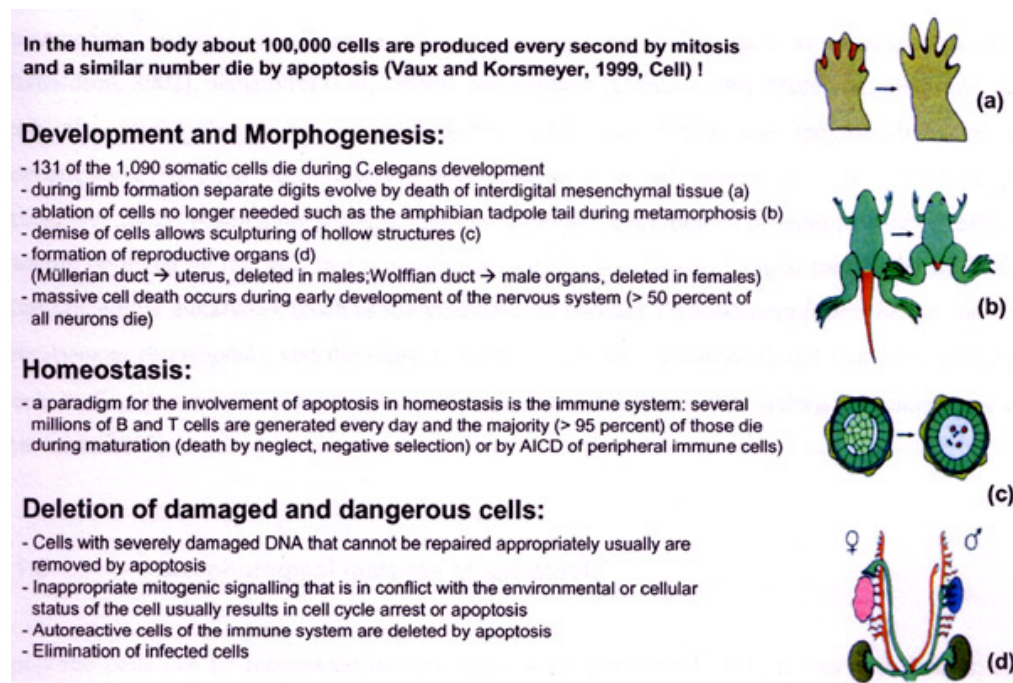 In the human body about 100,000 cells are produced every second by mitosis
and a similar number die by apoptosis (Vaux and Korsmeyer, 1999, Cell) !
(a)
Development and Morphogenesis:
- 131 of the 1,090 somatic cells die during C.elegans development
- during limb formation separate digits evolve by death of interdigital mesenchymal tissue (a)
- ablation of cells no longer needed such as the amphibian tadpole tail during metamorphosis (b)
- demise of cells allows sculpturing of hollow structures (c)
- formation of reproductive organs (d)
(Müllerian duct → uterus, deleted in males;Wolffian duct → male organs, deleted in females)
- massive cell death occurs during early development of the nervous system (> 50 percent of
all neurons die)
(b)
Homeostasis:
- a paradigm for the involvement of apoptosis in homeostasis is the immune system: several
millions of B and T cells are generated every day and the majority (> 95 percent) of those die
during maturation (death by neglect, negative selection) or by AICD of peripheral immune cells)
(c)
Deletion of damaged and dangerous cells:
- Cells with severely damaged DNA that cannot be repaired appropriately usually are
removed by apoptosis
- Inappropriate mitogenic signalling that is in conflict with the environmental or cellular
status of the cell usually results in cell cycle arrest or apoptosis
- Autoreactive cells of the immune system are deleted by apoptosis
- Elimination of infected cells
♀ ♂
(d)